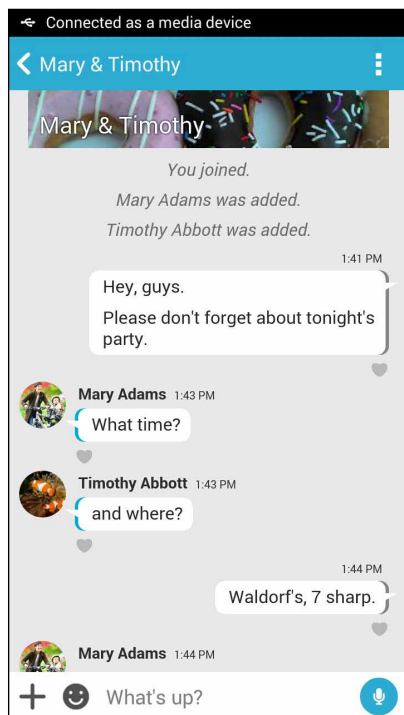 Connected as a media device
Mary & Timothy
Mary & Timothy
You joined.
Mary Adams was added.
Timothy Abbott was added.
1:41 PM
Hey, guys.
Please don't forget about tonight's
party.
Mary Adams 1:43 PM
What time?
Timothy Abbott 1:43 PM
and where?
1:44 PM
Waldorf's, 7 sharp.
Mary Adams 1:44 PM
What's up?